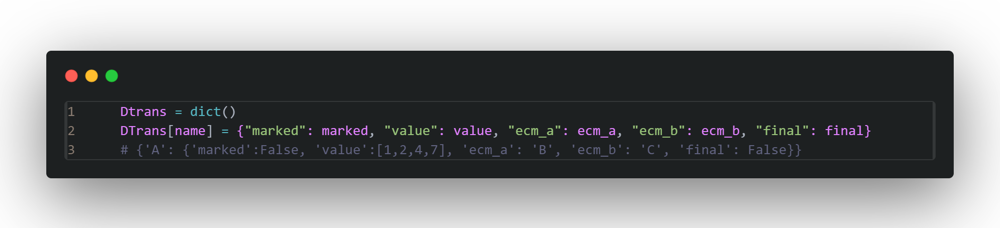 1 Dtrans = dict()
2 DTrans[name] = {"marked": marked, "value": value, "ecm_a": ecm_a, "ecm_b": ecm_b, "final": final}
3 # {'A': {'marked':False, 'value':[1,2,4,7], 'ecm_a': 'B', 'ecm_b': 'C', 'final': False}}